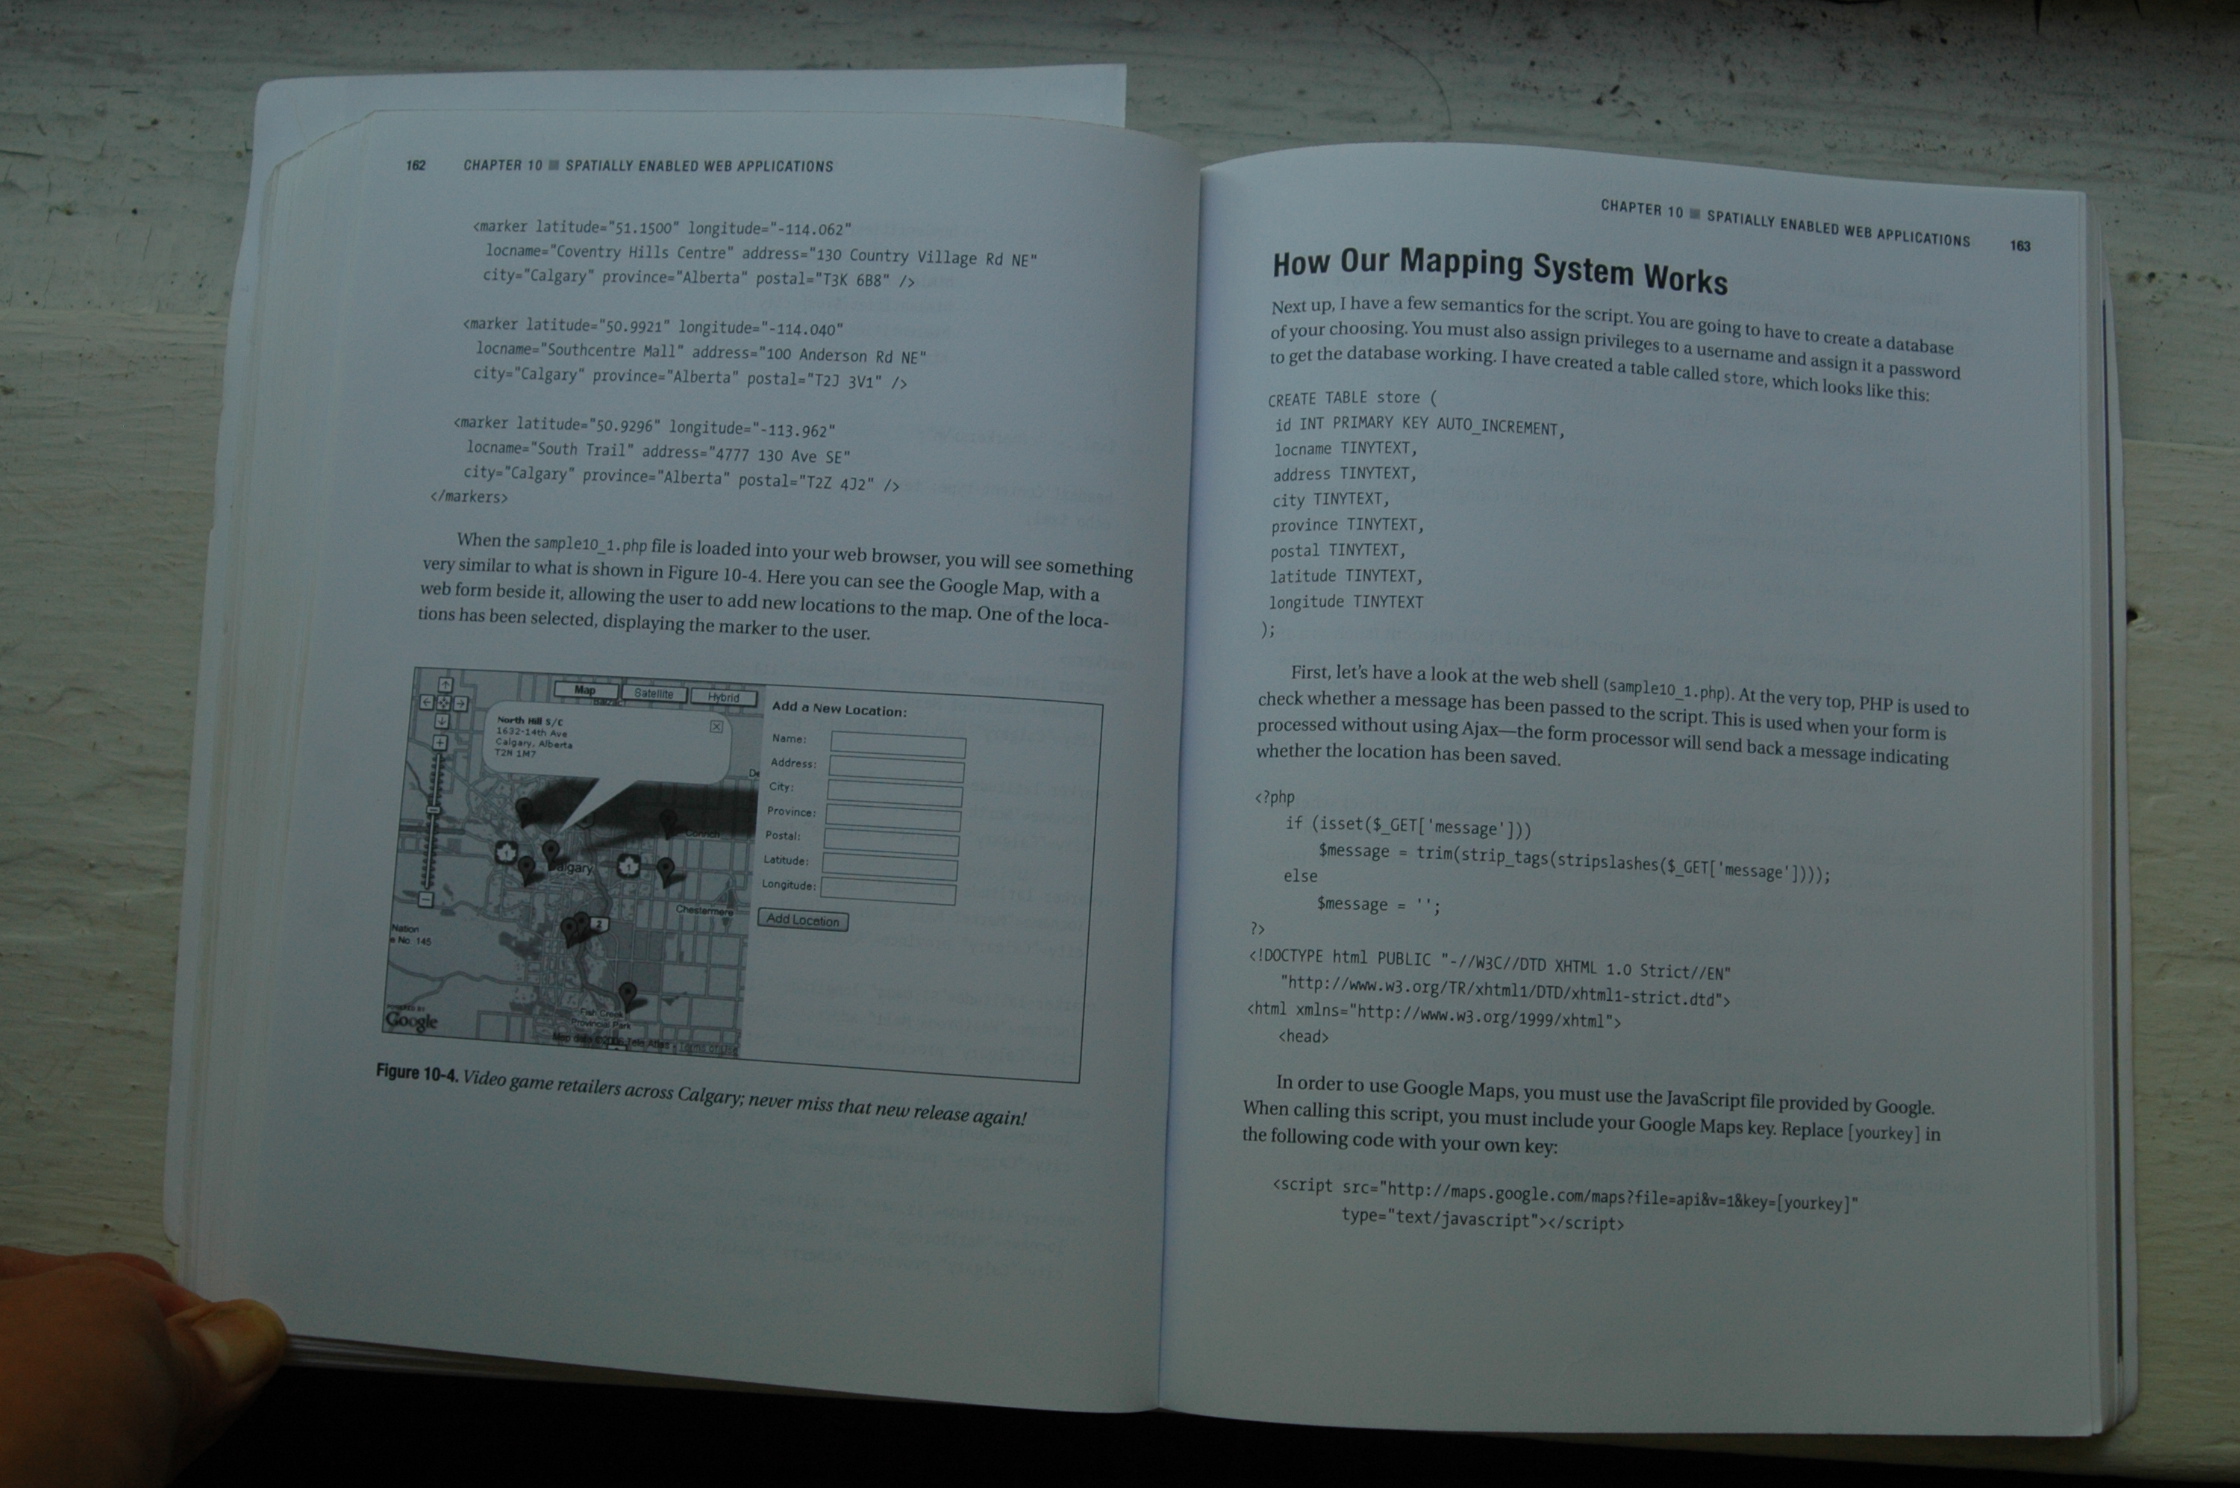 162 CHAPTER 10 ■ SPATIALLY ENABLED WEB APPLICATIONS
<marker latitude="51.1500" longitude="-114.062"
locname="Coventry Hills Centre" address="130 Country Village Rd NE"
city="Calgary" province="Alberta" postal="T3K 6B8" />
<marker latitude="50.9921" longitude="-114.040"
locname="Southcentre Mall" address="100 Anderson Rd NE"
city="Calgary" province="Alberta" postal="T2J 3V1" />
<marker latitude="50.9296" longitude="-113.962"
locname="South Trail" address="4777 130 Ave SE"
city="Calgary" province="Alberta" postal="T2Z 4J2" />
</markers>
When the sample10_1.php file is loaded into your web browser, you will see something
very similar to what is shown in Figure 10-4. Here you can see the Google Map, with a
web form beside it, allowing the user to add new locations to the map. One of the loca-
tions has been selected, displaying the marker to the user.
Map Satellite Hybrid
North Hill S/C
1632-14th Ave
Calgary, Alberta
T2N 1M7
Calgary
Chestermere
Nation
No. 145
Google
Add a New Location:
Name:
Address:
City:
Province:
Postal:
Latitude:
Longitude:
Add Location
Figure 10-4. Video game retailers across Calgary; never miss that new release again!
CHAPTER 10 ■ SPATIALLY ENABLED WEB APPLICATIONS 163
How Our Mapping System Works
Next up, I have a few semantics for the script. You are going to have to create a database
of your choosing. You must also assign privileges to a username and assign it a password
to get the database working. I have created a table called store, which looks like this:
CREATE TABLE store (
id INT PRIMARY KEY AUTO_INCREMENT,
locname TINYTEXT,
address TINYTEXT,
city TINYTEXT,
province TINYTEXT,
postal TINYTEXT,
latitude TINYTEXT,
longitude TINYTEXT
);
First, let's have a look at the web shell (sample10_1.php). At the very top, PHP is used to
check whether a message has been passed to the script. This is used when your form is
processed without using Ajax—the form processor will send back a message indicating
whether the location has been saved.
<?php
if (isset($_GET['message']))
$message = trim(strip_tags(stripslashes($_GET['message'])));
else
$message = '';
?>
<!DOCTYPE html PUBLIC "-//W3C//DTD XHTML 1.0 Strict//EN"
"http://www.w3.org/TR/xhtml1/DTD/xhtml1-strict.dtd">
<html xmlns="http://www.w3.org/1999/xhtml">
<head>
In order to use Google Maps, you must use the JavaScript file provided by Google.
When calling this script, you must include your Google Maps key. Replace [yourkey] in
the following code with your own key:
<script src="http://maps.google.com/maps?file=api&v=1&key=[yourkey]"
type="text/javascript"></script>